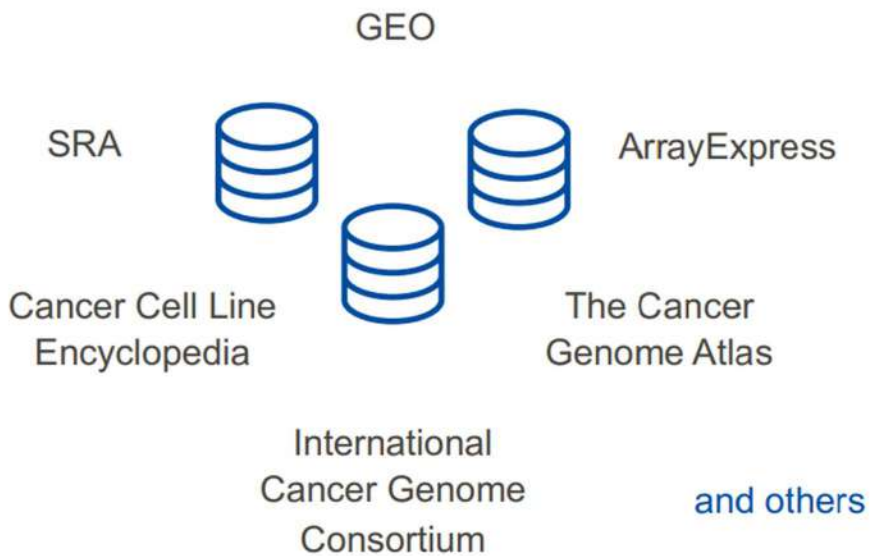 GEO
SRA
ArrayExpress
Cancer Cell Line
Encyclopedia
The Cancer
Genome Atlas
International
Cancer Genome
Consortium
and others